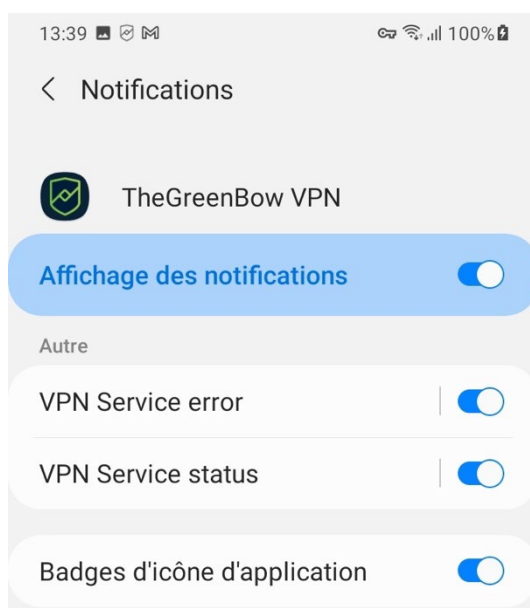 13:39 100%
Notifications
TheGreenBow VPN
Affichage des notifications
Autre
VPN Service error
VPN Service status
Badges d'icône d'application